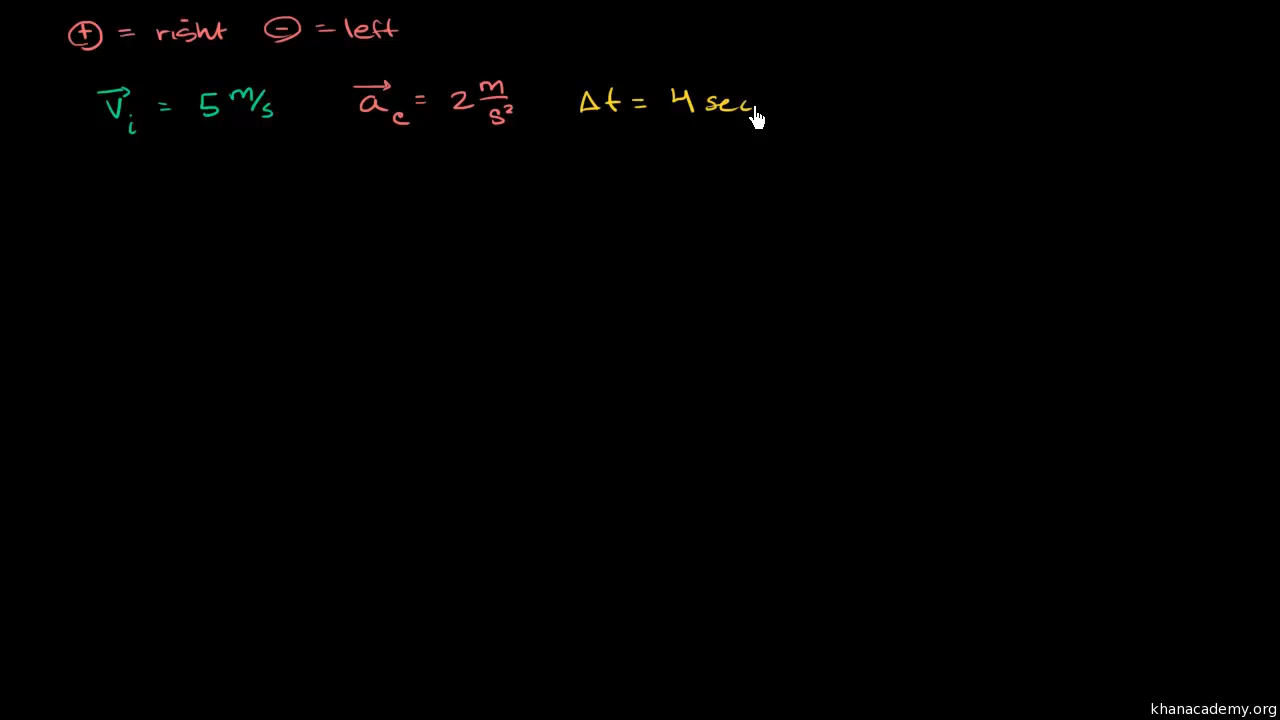 ⊕ = right ⊖ = left
v⃗ᵢ = 5 m/s a⃗c = 2 m/s² Δt = 4 sec
khanacademy.org